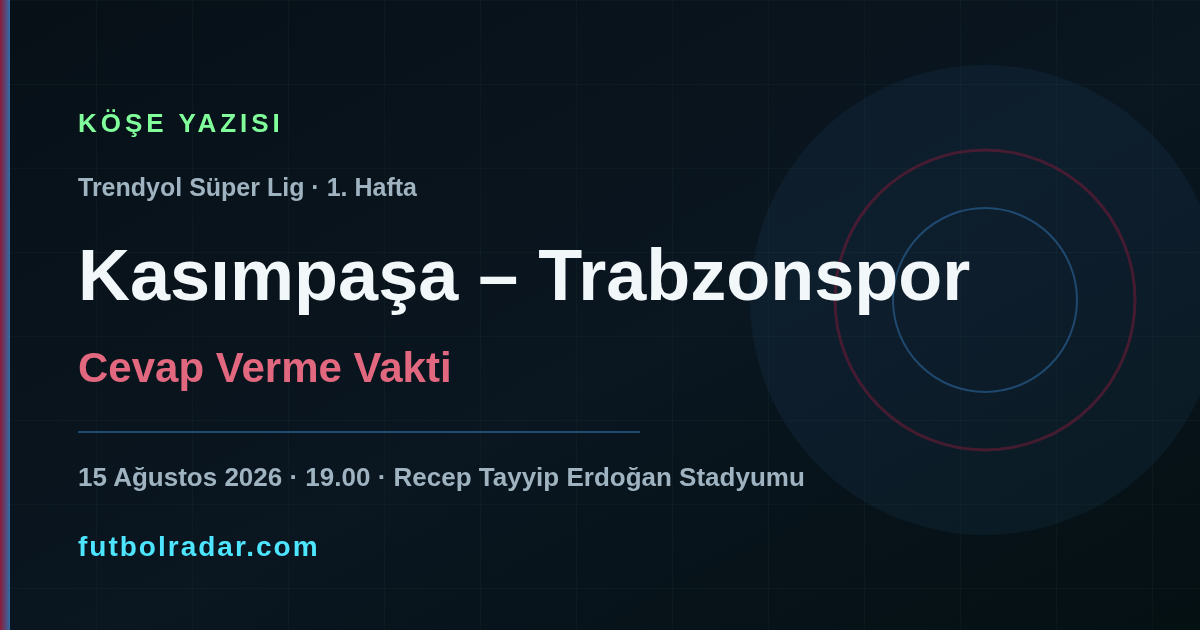 KÖŞE YAZISI
Trendyol Süper Lig · 1. Hafta
Kasımpaşa – Trabzonspor
Cevap Verme Vakti
15 Ağustos 2026 · 19.00 · Recep Tayyip Erdoğan Stadyumu
futbolradar.com